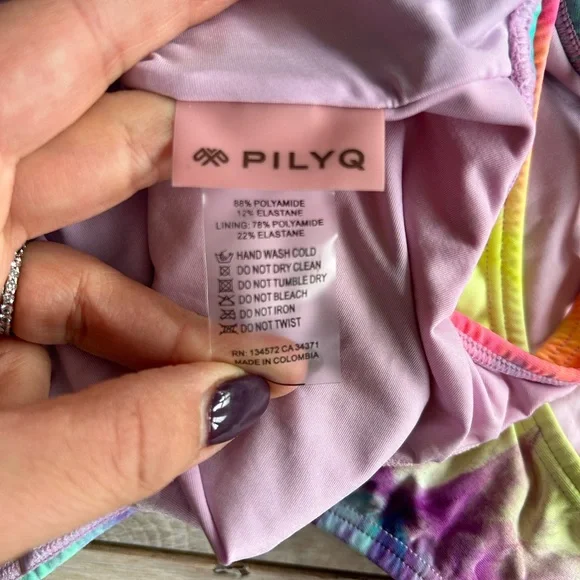 PILYQ
88% POLYAMIDE
12% ELASTANE
LINING: 78% POLYAMIDE
22% ELASTANE
HAND WASH COLD
DO NOT DRY CLEAN
DO NOT TUMBLE DRY
DO NOT BLEACH
DO NOT IRON
DO NOT TWIST
RN: 134572 CA 34371
MADE IN COLOMBIA